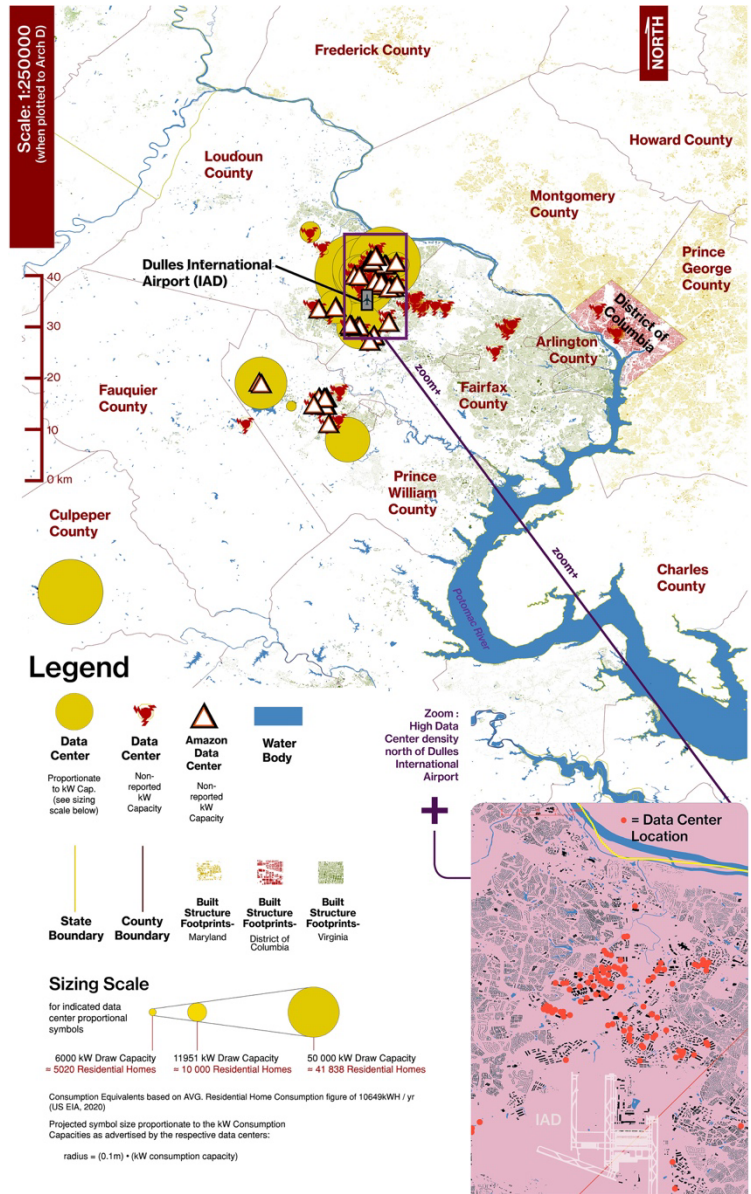 Scale: 1:250000
(when plotted to Arch D)
NORTH
Frederick County
Howard County
Loudoun
County
Montgomery
County
Prince
George
County
Dulles International
Airport (IAD)
District of
Columbia
Arlington
County
40
30
20
10
0 km
zoom+
Fairfax
County
Fauquier
County
Prince
William
County
Culpeper
County
zoom+
Charles
County
Potomac River
Legend
Data
Center
Proportionate
to kW Cap.
(see sizing
scale below)
Data
Center
Non-
reported
kW
Capacity
Amazon
Data
Center
Non-
reported
kW
Capacity
Water
Body
Zoom :
High Data
Center density
north of Dulles
International
Airport
+
State
Boundary
County
Boundary
Built
Structure
Footprints-
Maryland
Built
Structure
Footprints-
District of
Columbia
Built
Structure
Footprints-
Virginia
= Data Center
Location
IAD
Sizing Scale
for indicated data
center proportional
symbols
6000 kW Draw Capacity
≈ 5020 Residential Homes
11951 kW Draw Capacity
≈ 10 000 Residential Homes
50 000 kW Draw Capacity
≈ 41 838 Residential Homes
Consumption Equivalents based on AVG. Residential Home Consumption figure of 10649kWH / yr
(US EIA, 2020)
Projected symbol size proportionate to the kW Consumption
Capacities as advertised by the respective data centers:
radius = (0.1m) • (kW consumption capacity)